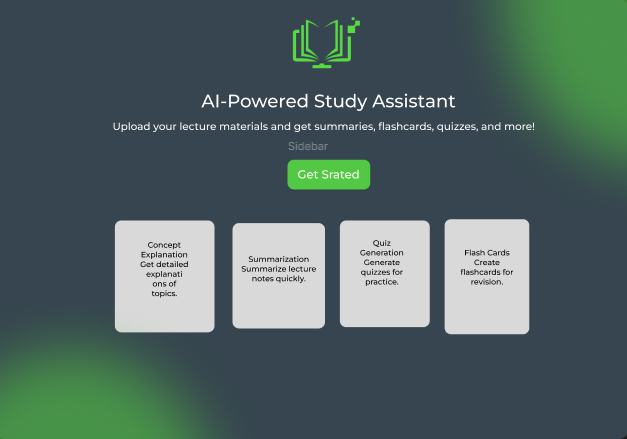 AI-Powered Study Assistant
Upload your lecture materials and get summaries, flashcards, quizzes, and more!
Sidebar
Get Srated
Concept
Explanation
Get detailed
explanati
ons of
topics.
Summarization
Summarize lecture
notes quickly.
Quiz
Generation
Generate
quizzes for
practice.
Flash Cards
Create
flashcards for
revision.